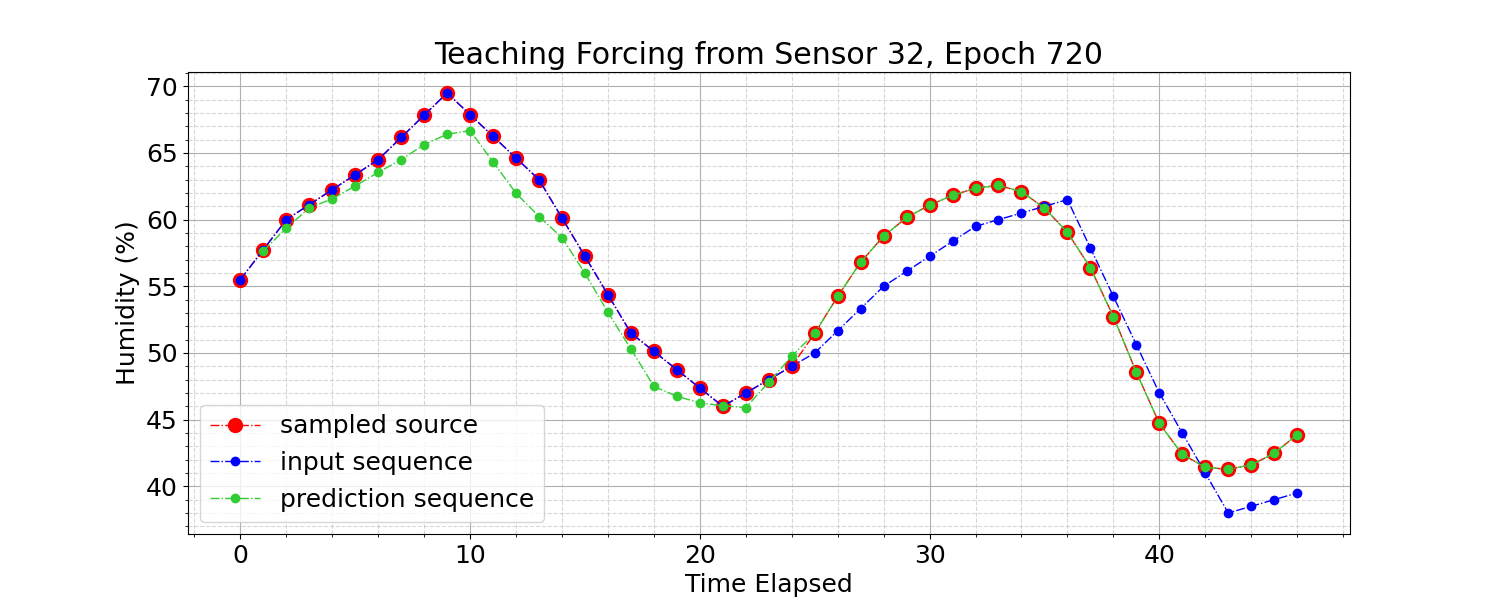 Teaching Forcing from Sensor 32, Epoch 720
70
65
60
55
50
45
40
Humidity (%)
sampled source
input sequence
prediction sequence
0 10 20 30 40
Time Elapsed